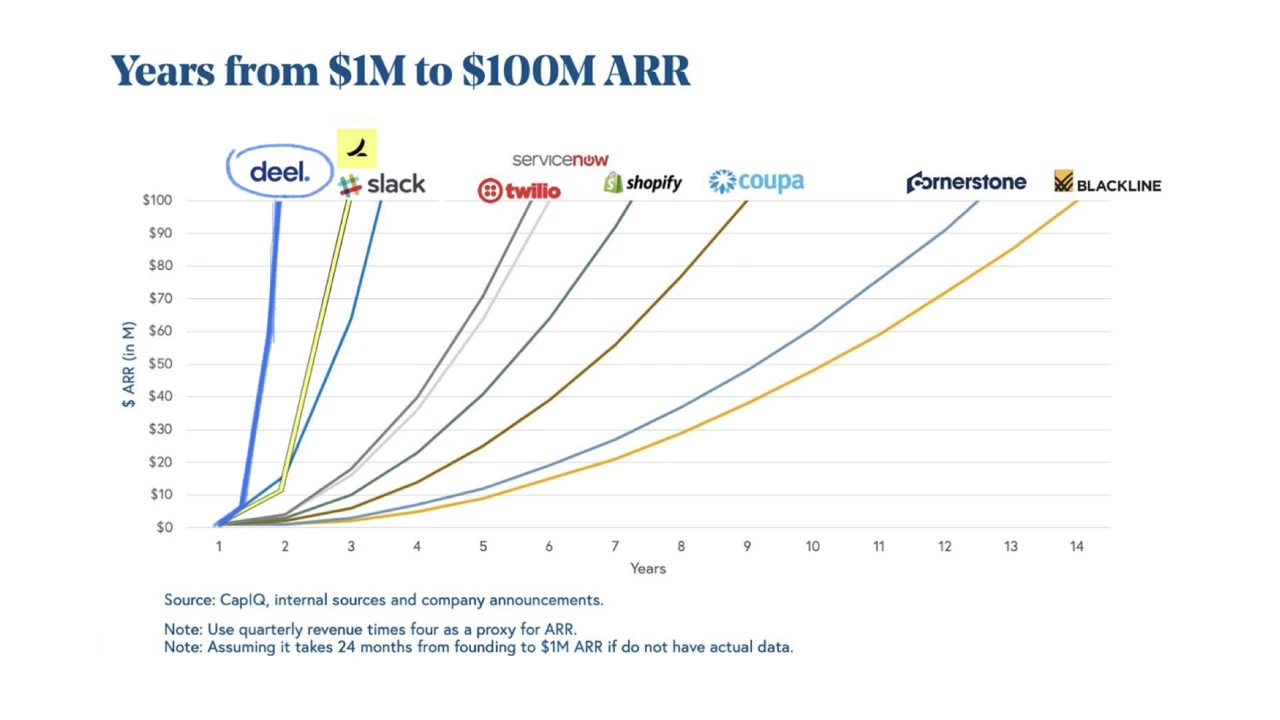 Years from $1M to $100M ARR
deel.
slack
servicenow
twilio
shopify
coupa
Cornerstone
BLACKLINE
$100
$90
$80
$70
$60
$50
$40
$30
$20
$10
$0
$ ARR (in M)
1 2 3 4 5 6 7 8 9 10 11 12 13 14
Years
Source: CapIQ, internal sources and company announcements.
Note: Use quarterly revenue times four as a proxy for ARR.
Note: Assuming it takes 24 months from founding to $1M ARR if do not have actual data.